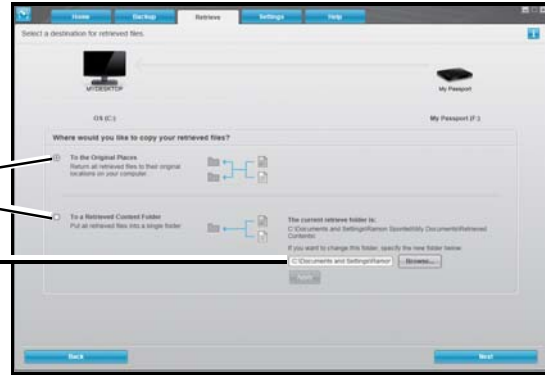 Home Backup Retrieve Settings Help
Select a destination for retrieved files.
MYDESKTOP
My Passport
OS (C:)
My Passport (F:)
Where would you like to copy your retrieved files?
To the Original Places
Return all retrieved files to their original
locations on your computer.
To a Retrieved Content Folder
Put all retrieved files into a single folder
The current retrieve folder is:
C:\Documents and Settings\Ramon My Documents\Retrieved
Contents\
If you want to change this folder, specify the new folder below.
C:\Documents and Settings\Ramon Browse...
Apply
Back
Next